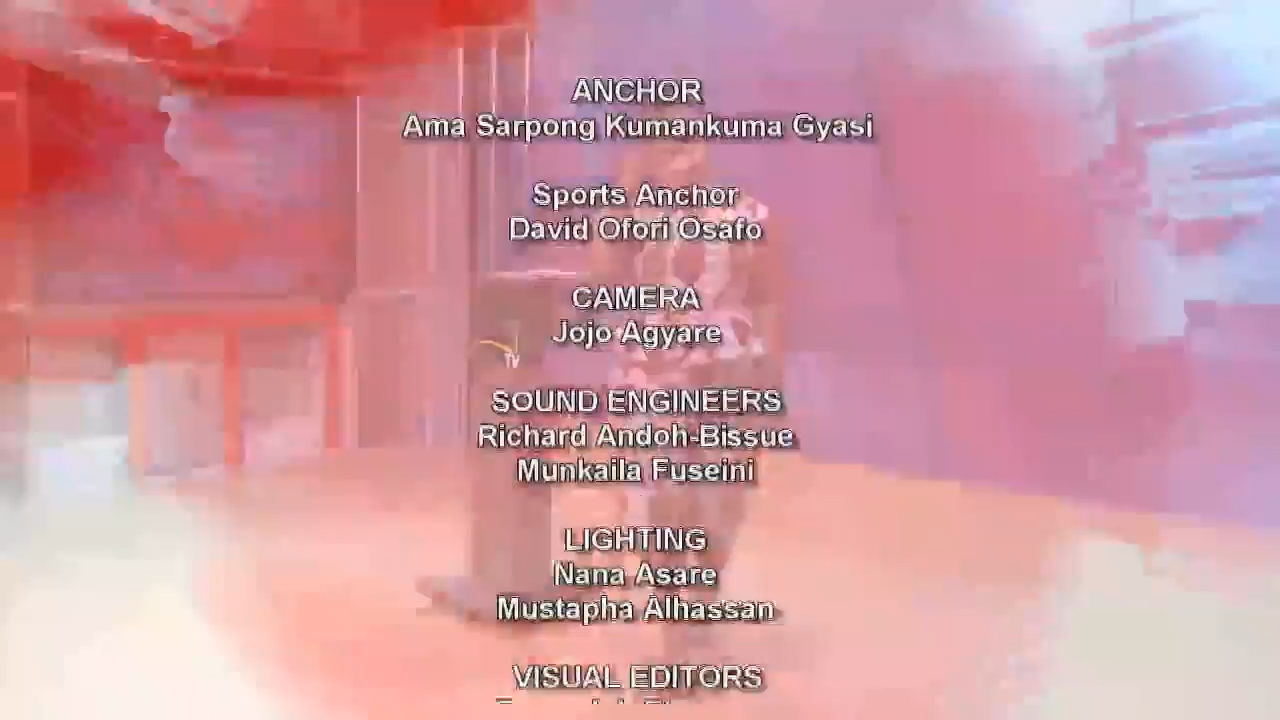 ANCHOR
Ama Sarpong Kumankuma Gyasi
Sports Anchor
David Ofori Osafo
CAMERA
Jojo Agyare
TV
SOUND ENGINEERS
Richard Andoh-Bissue
Munkaila Fuseini
LIGHTING
Nana Asare
Mustapha Alhassan
VISUAL EDITORS